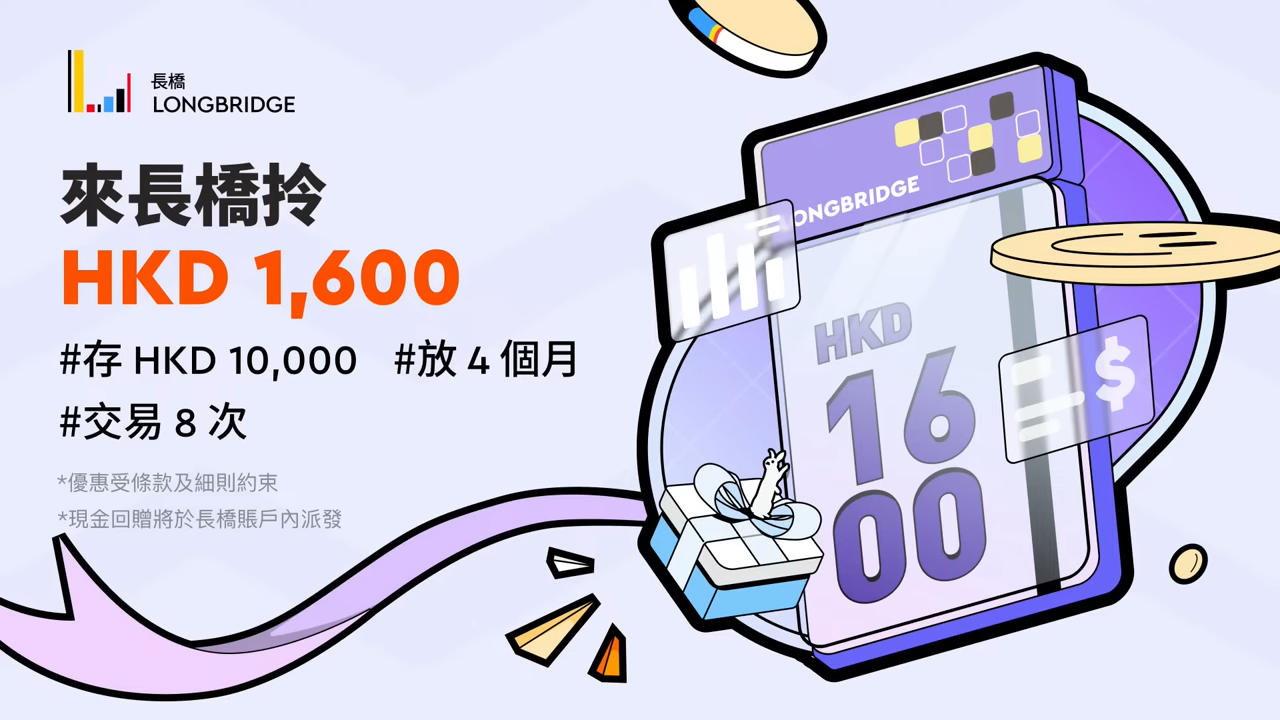 長橋
LONGBRIDGE
來長橋拎
HKD 1,600
#存 HKD 10,000 #放 4 個月
#交易 8 次
*優惠受條款及細則約束
*現金回贈將於長橋賬戶內派發
LONGBRIDGE
$
HKD
16
00